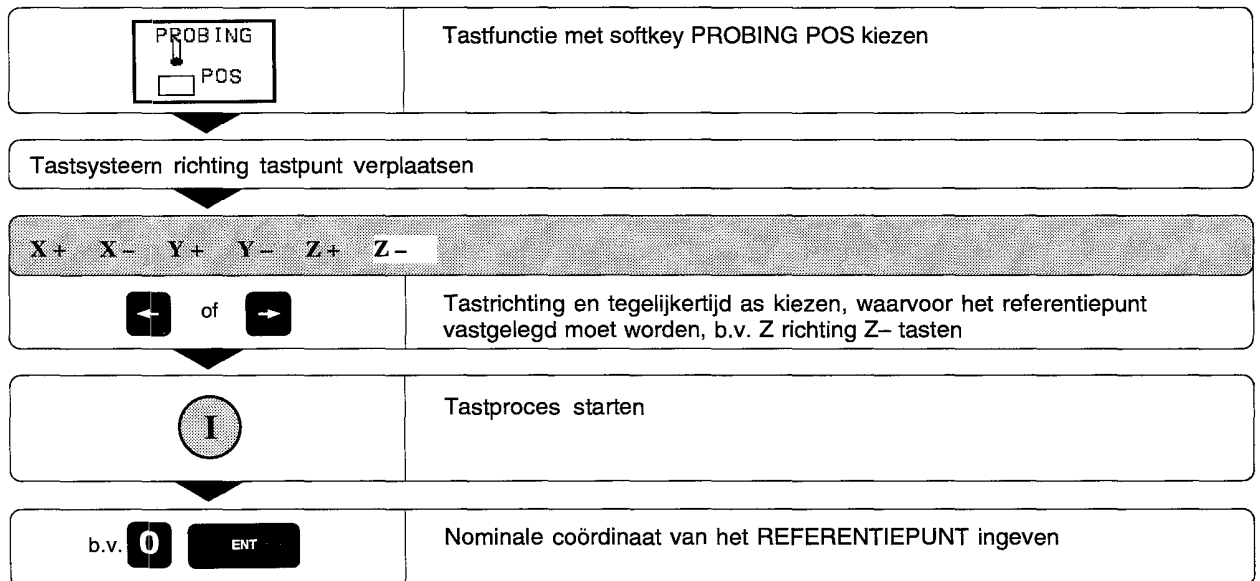 PROBING
POS
Tastfunctie met softkey PROBING POS kiezen
Tastsysteem richting tastpunt verplaatsen
X+ X– Y+ Y– Z+ Z–
of
Tastrichting en tegelijkertijd as kiezen, waarvoor het referentiepunt
vastgelegd moet worden, b.v. Z richting Z– tasten
I
Tastproces starten
b.v. 0 ENT
Nominale coördinaat van het REFERENTIEPUNT ingeven